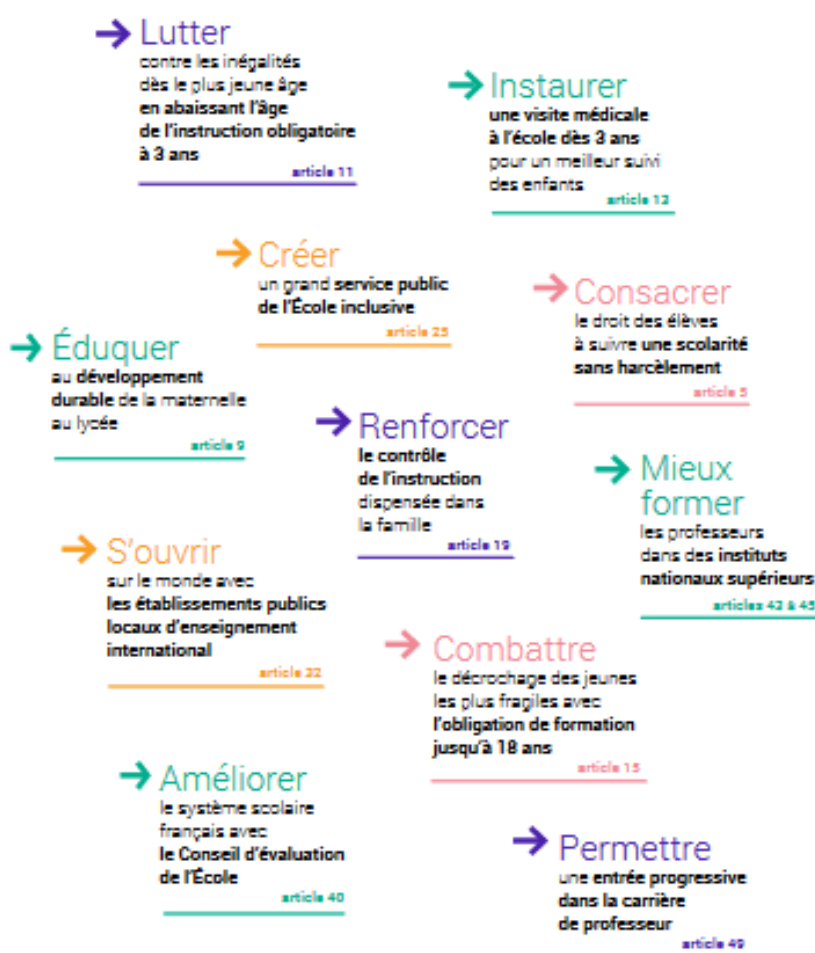 Lutter
contre les inégalités
dès le plus jeune âge
en abaissant l'âge
de l'instruction obligatoire
à 3 ans
article 11
Instaurer
une visite médicale
à l'école dès 3 ans
pour un meilleur suivi
des enfants
article 13
Créer
un grand service public
de l'École inclusive
article 25
Consacrer
le droit des élèves
à suivre une scolarité
sans harcèlement
article 5
Éduquer
au développement
durable de la maternelle
au lycée
article 9
Renforcer
le contrôle
de l'instruction
dispensée dans
la famille
article 19
Mieux
former
les professeurs
dans des instituts
nationaux supérieurs
articles 43 & 45
S'ouvrir
sur le monde avec
les établissements publics
locaux d'enseignement
international
article 32
Combattre
le décrochage des jeunes
les plus fragiles avec
l'obligation de formation
jusqu'à 18 ans
article 15
Améliorer
le système scolaire
français avec
le Conseil d'évaluation
de l'École
article 40
Permettre
une entrée progressive
dans la carrière
de professeur
article 49